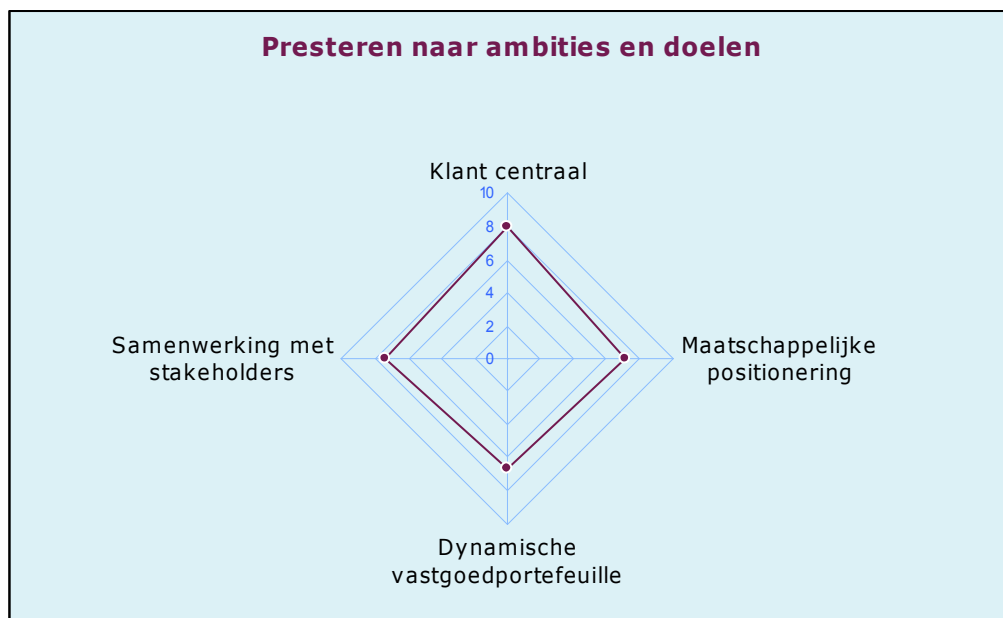 Presteren naar ambities en doelen
Klant centraal
10
8
6
4
2
0
Samenwerking met
stakeholders
Maatschappelijke
positionering
Dynamische
vastgoedportefeuille